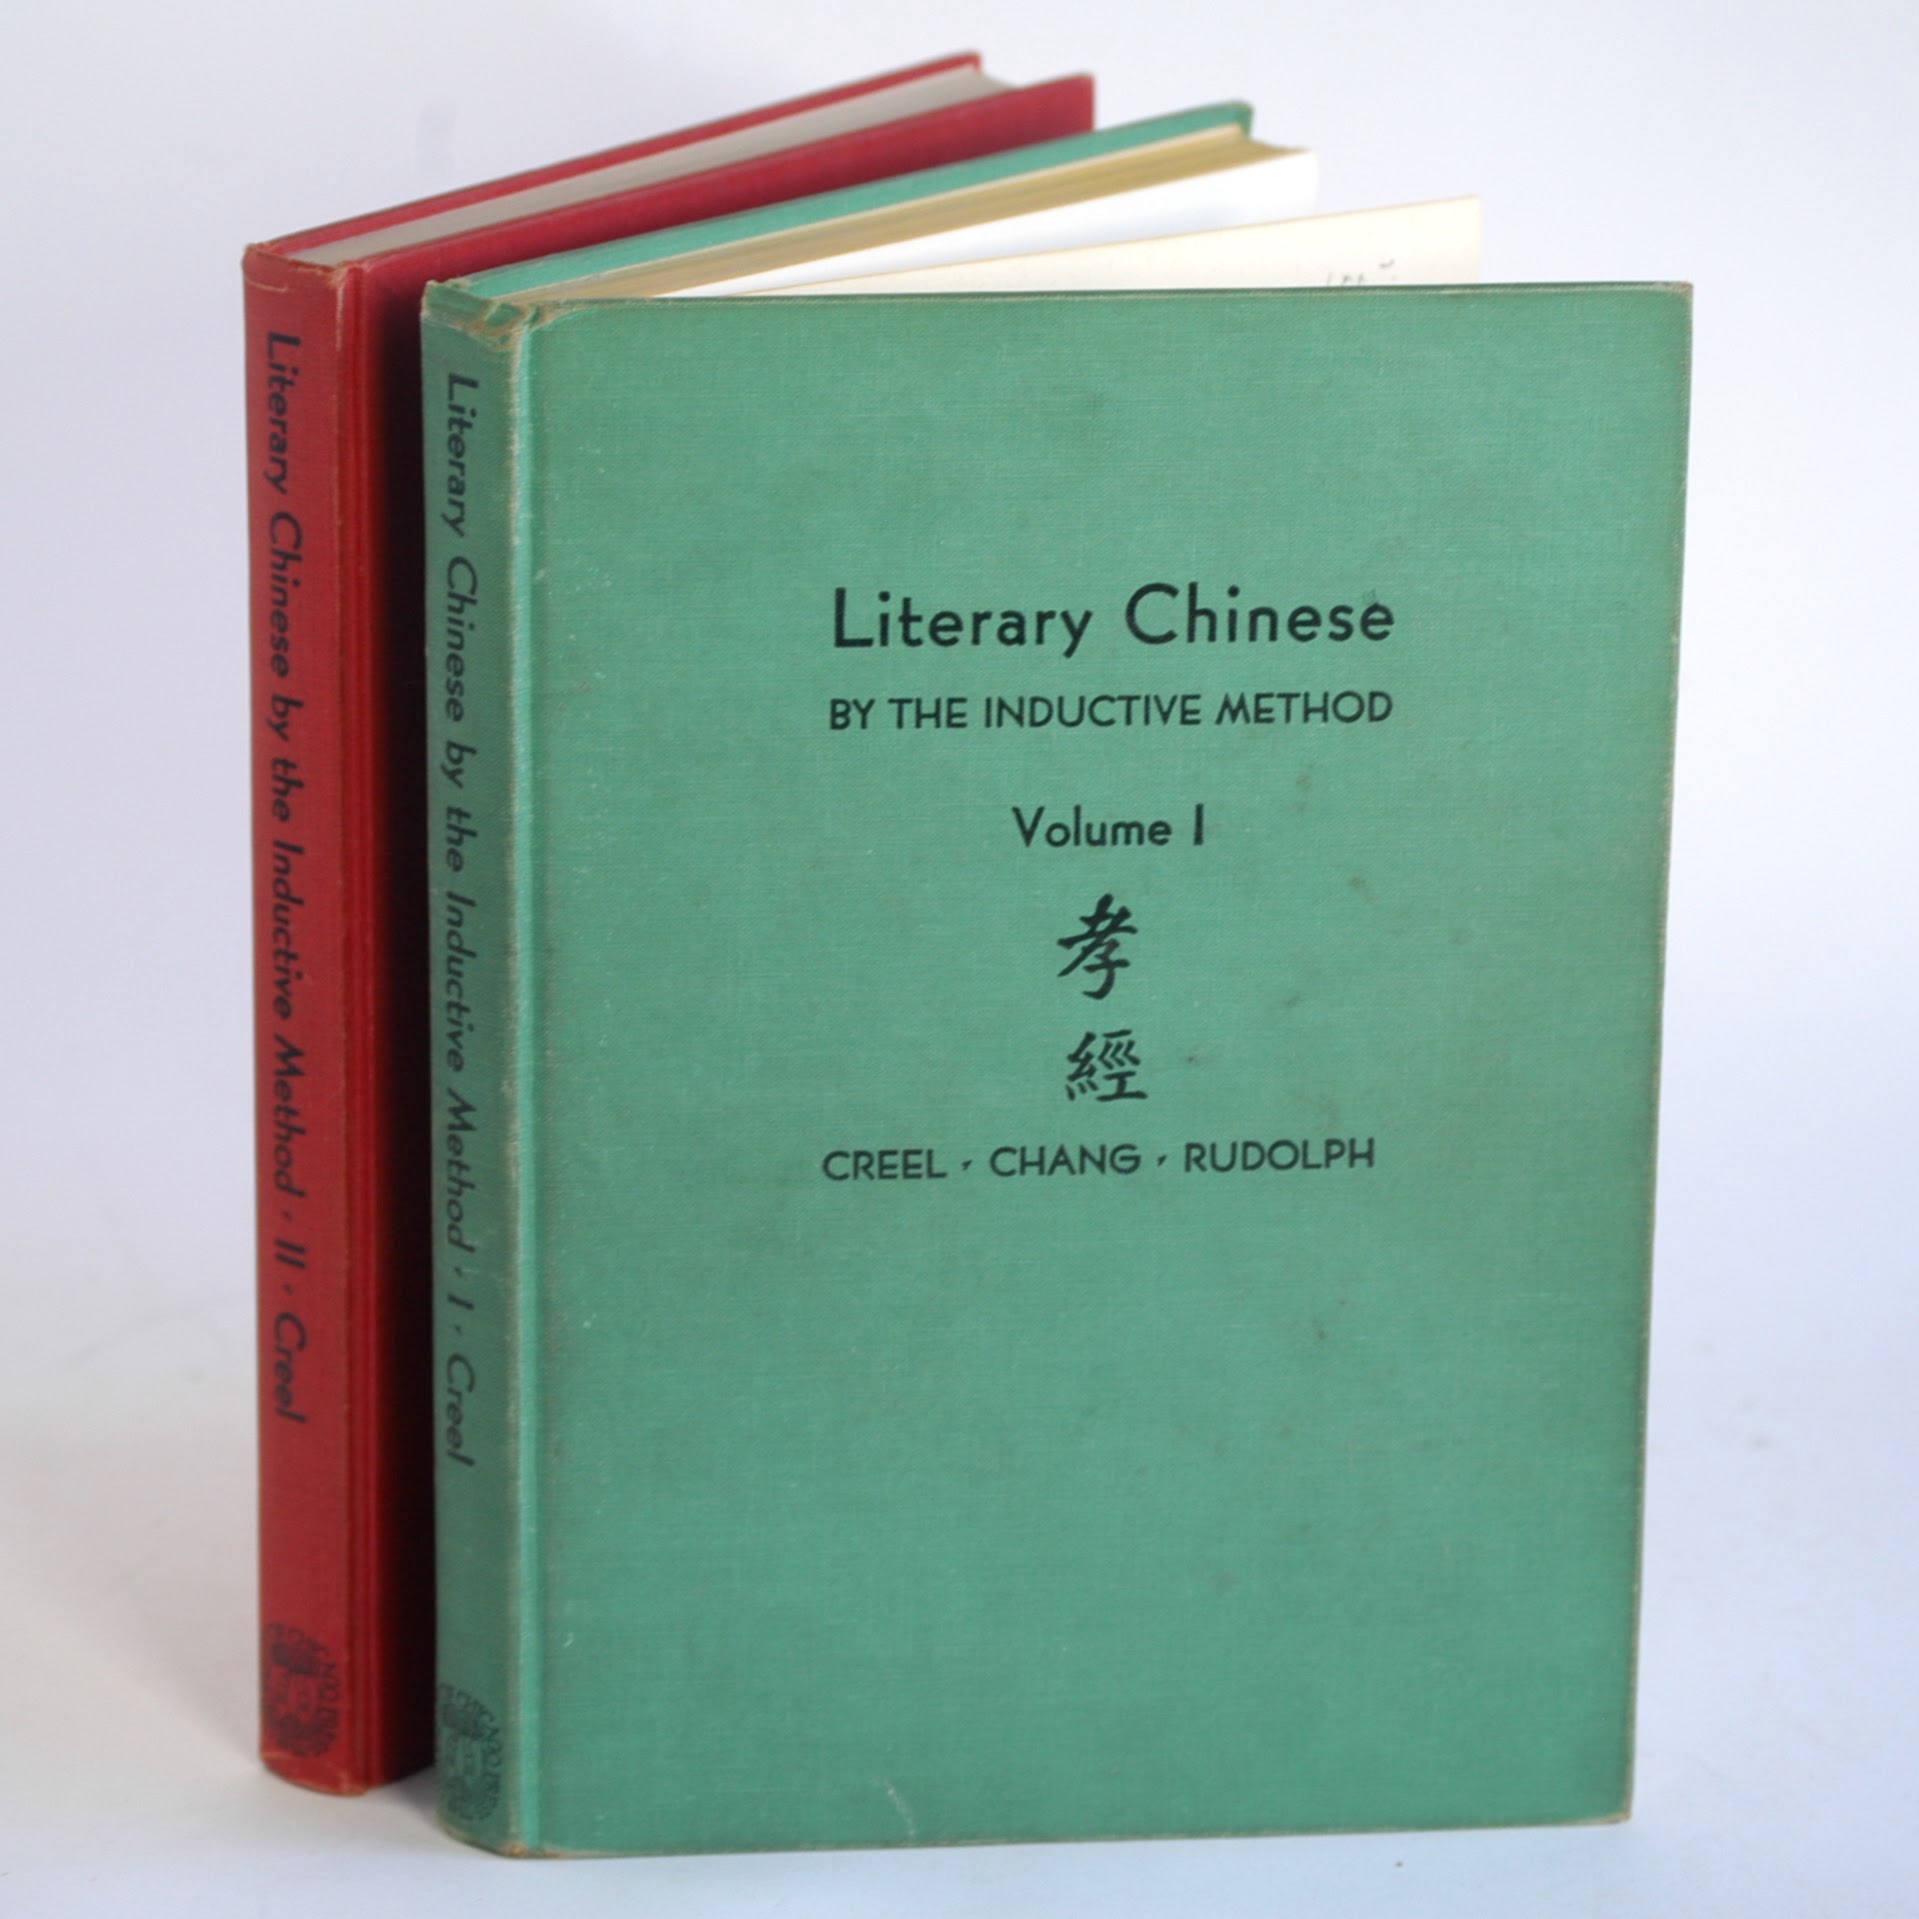 Literary Chinese by the Inductive Method · II · Creel
Literary Chinese by the Inductive Method · I · Creel
Literary Chinese
BY THE INDUCTIVE METHOD
Volume I
孝
經
CREEL · CHANG · RUDOLPH